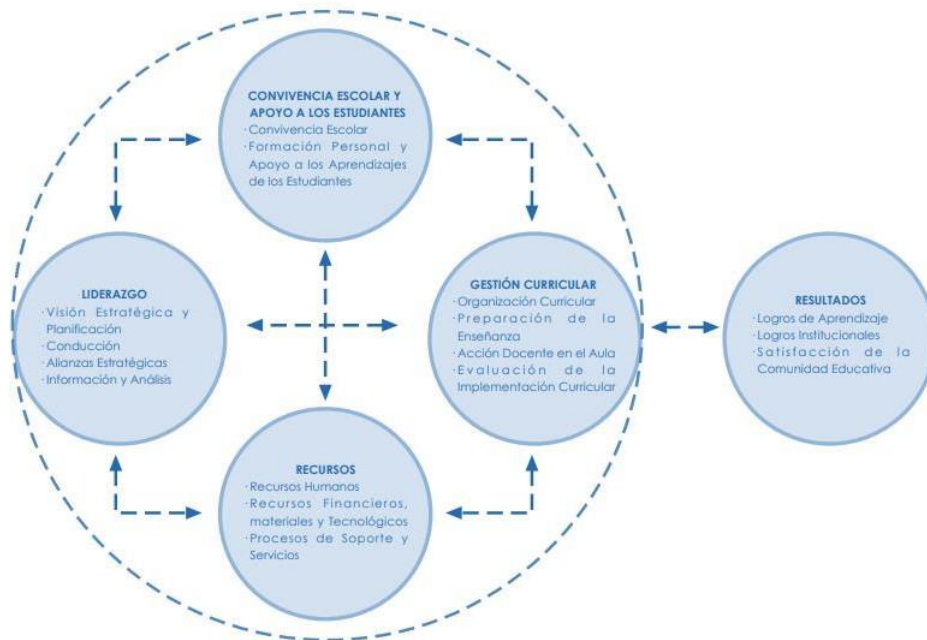 CONVIVENCIA ESCOLAR Y
APOYO A LOS ESTUDIANTES
· Convivencia Escolar
· Formación Personal y
Apoyo a los Aprendizajes
de los Estudiantes
LIDERAZGO
· Visión Estratégica y
Planificación
· Conducción
· Alianzas Estratégicas
· Información y Análisis
GESTIÓN CURRICULAR
· Organización Curricular
· Preparación de la
Enseñanza
· Acción Docente en el Aula
· Evaluación de la
Implementación Curricular
RESULTADOS
· Logros de Aprendizaje
· Logros Institucionales
· Satisfacción de la
Comunidad Educativa
RECURSOS
· Recursos Humanos
· Recursos Financieros,
materiales y Tecnológicos
· Procesos de Soporte y
Servicios